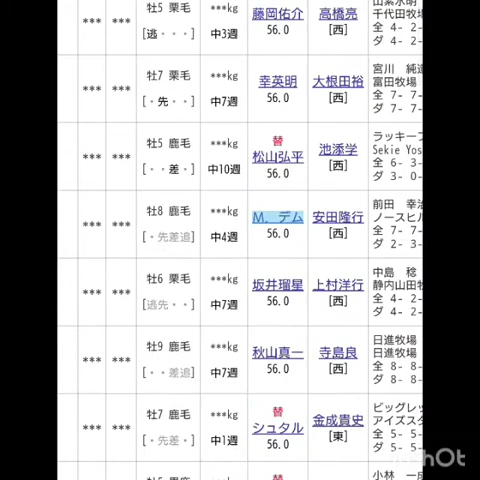 *** *** 牡5 栗毛 ***kg 藤岡佑介 高橋亮
[逃・・・] 中3週 56.0 [西] 千代田牧場
全 4- 2-
ダ 4- 2-
*** *** 牡7 栗毛 ***kg 幸英明 大根田裕 宮川 純造
[・先・・] 中7週 56.0 [西] 富田牧場
全 7- 7-
ダ 7- 7-
替
*** *** 牡5 鹿毛 ***kg 松山弘平 池添学 ラッキーフ
[・・差・] 中10週 56.0 [西] Sekie Yos
全 6- 3-
ダ 3- 0-
*** *** 牡8 鹿毛 ***kg M.デム 安田隆行 前田 幸治
[・先差追] 中4週 56.0 [西] ノースヒル
全 7- 7-
ダ 2- 3-
*** *** 牡6 栗毛 ***kg 坂井瑠星 上村洋行 中島 稔
[逃先・・] 中7週 56.0 [西] 静内山田牧
全 4- 2-
ダ 4- 2-
*** *** 牡9 鹿毛 ***kg 秋山真一 寺島良 日進牧場
[・・差追] 中7週 56.0 [西] 日進牧場
全 8- 8-
ダ 8- 8-
替
*** *** 牡7 鹿毛 ***kg シュタル 金成貴史 ビッグレッ
[・先差・] 中1週 56.0 [東] アイズスタ
全 5- 5-
ダ 5- 5-
替
小林 一成